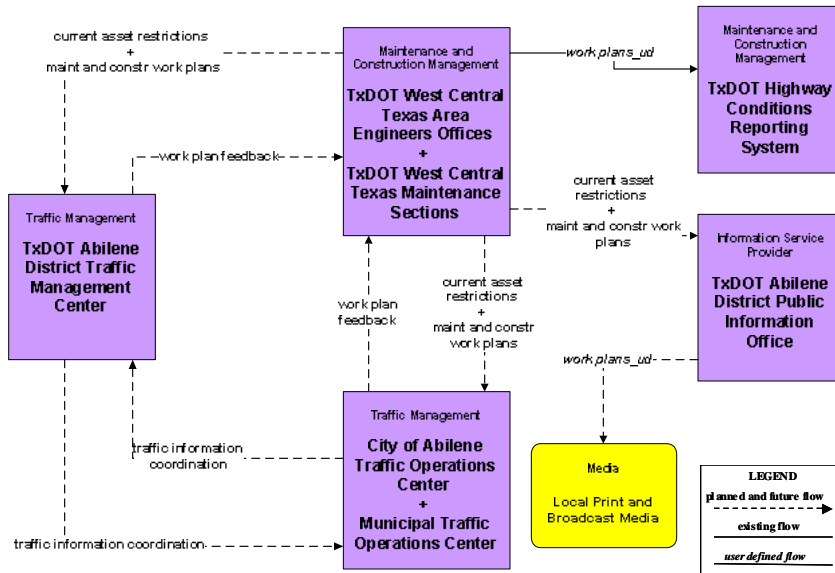 current asset restrictions
+
maint and constr work plans
Maintenance and
Construction Management
TxDOT West Central
Texas Area
Engineers Offices
+
TxDOT West Central
Texas Maintenance
Sections
work plans_ud
Maintenance and
Construction
Management
TxDOT Highway
Conditions
Reporting
System
work plan feedback
current asset
restrictions
+
maint and constr work
plans
Traffic Management
TxDOT Abilene
District Traffic
Management
Center
Information Service
Provider
TxDOT Abilene
District Public
Information
Office
work plan
feedback
current asset
restrictions
+
maint and constr
work plans
work plans_ud
traffic information
coordination
Traffic Management
City of Abilene
Traffic Operations
Center
+
Municipal Traffic
Operations Center
Media
Local Print and
Broadcast Media
traffic information coordination
LEGEND
planned and future flow
existing flow
user defined flow